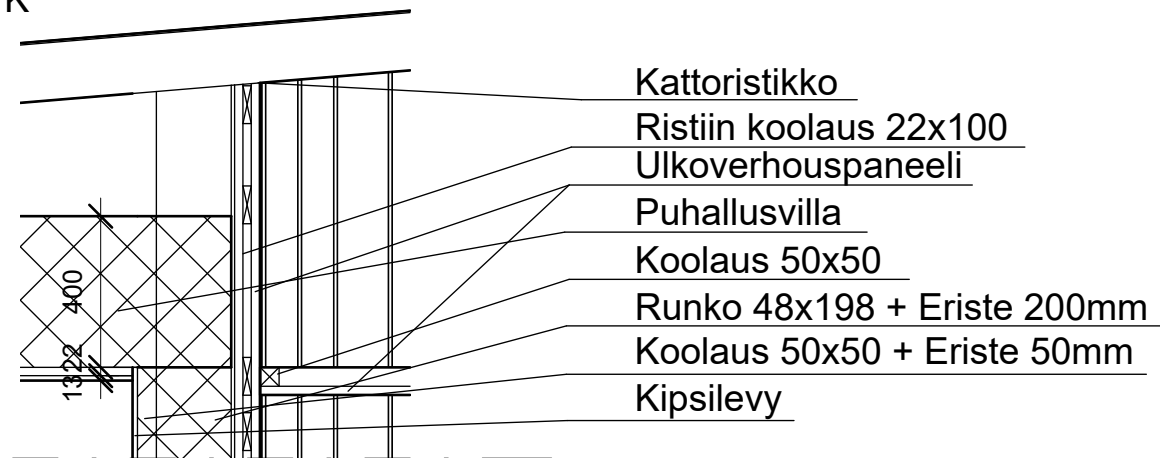 K
Kattoristikko
Ristiin koolaus 22x100
Ulkoverhouspaneeli
Puhallusvilla
Koolaus 50x50
Runko 48x198 + Eriste 200mm
Koolaus 50x50 + Eriste 50mm
Kipsilevy
400
1322